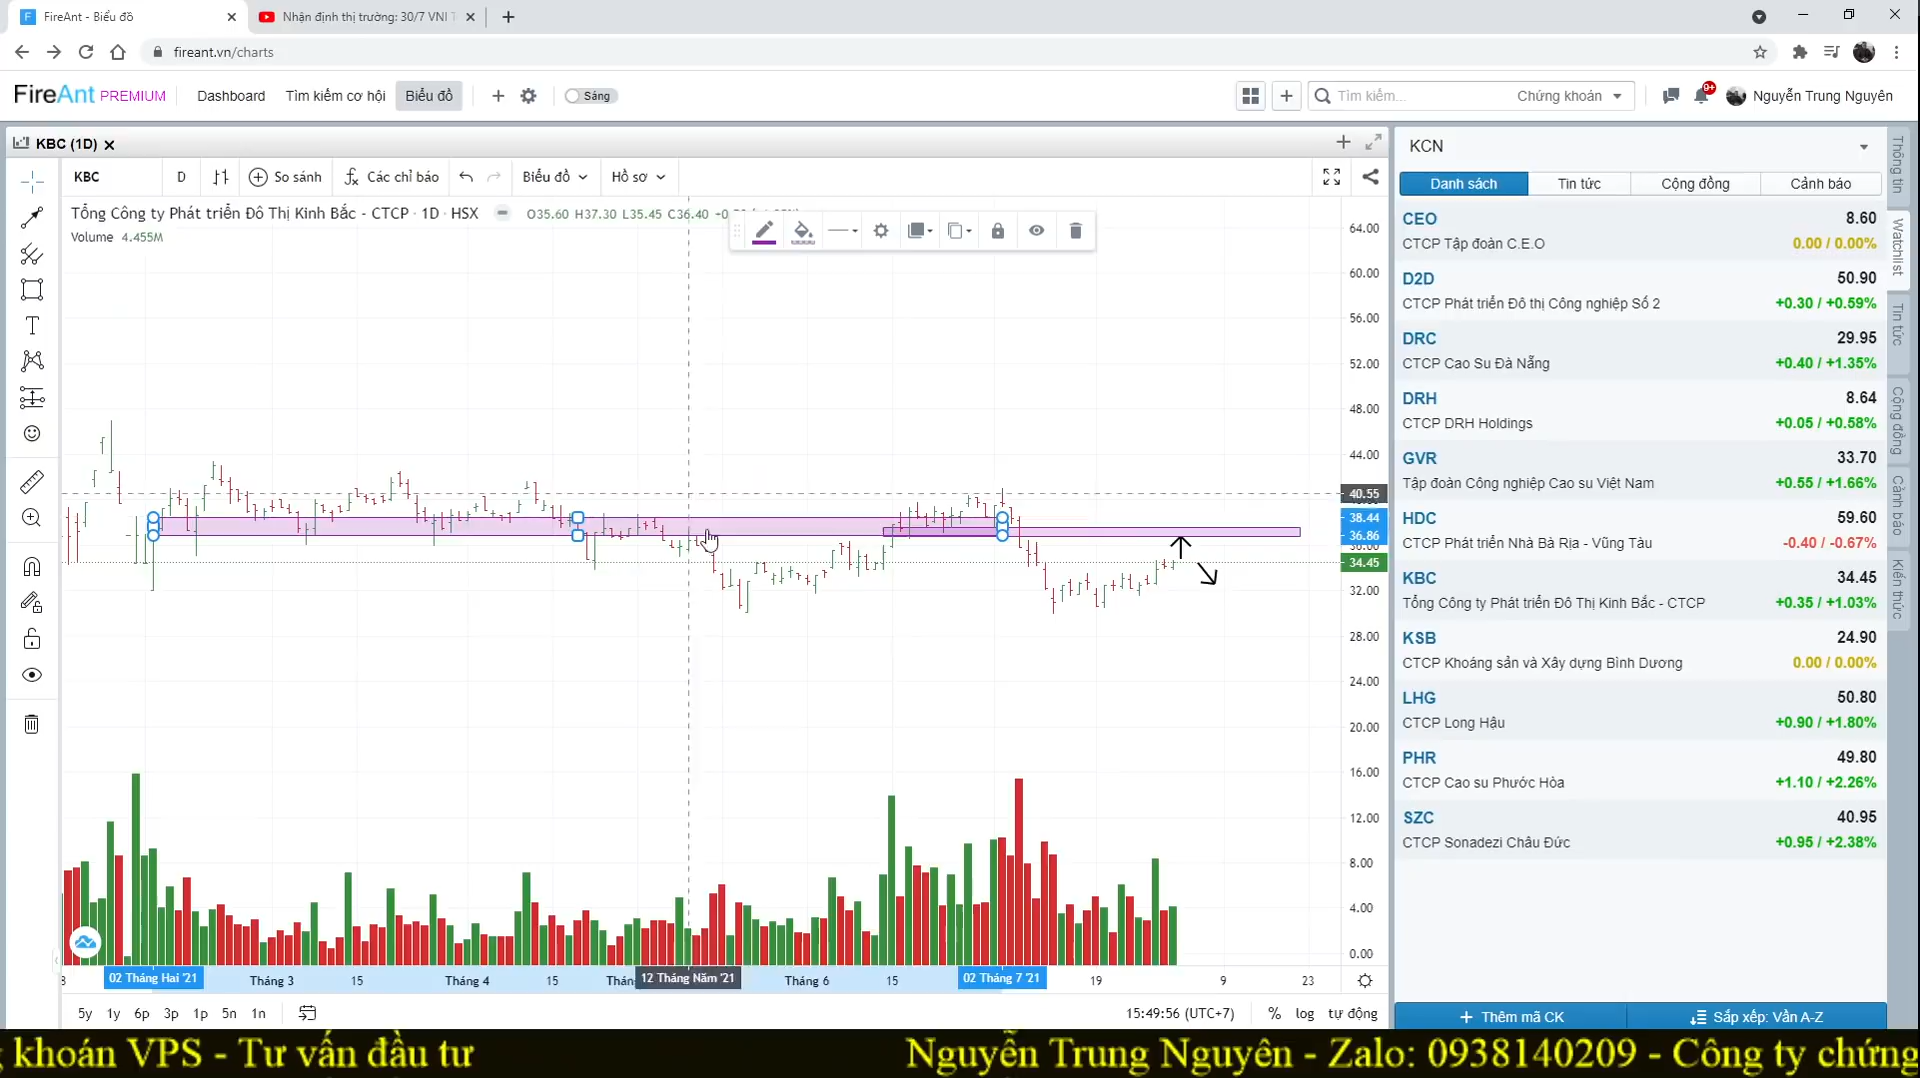 FireAnt - Biểu đồ
Nhận định thị trường: 30/7 VNI T
fireant.vn/charts
FireAnt PREMIUM
Dashboard
Tìm kiếm cơ hội
Biểu đồ
Sáng
Tìm kiếm...
Chứng khoán
9+
Nguyễn Trung Nguyên
KBC (1D)
KBC
D
So sánh
Các chỉ báo
Biểu đồ
Hồ sơ
Tổng Công ty Phát triển Đô Thị Kinh Bắc - CTCP · 1D · HSX
O35.60 H37.30 L35.45 C36.40
Volume 4.455M
64.00
60.00
56.00
52.00
48.00
44.00
40.55
38.44
36.86
34.45
32.00
28.00
24.00
20.00
16.00
12.00
8.00
4.00
0.00
02 Tháng Hai '21
Tháng 3
15
Tháng 4
15
12 Tháng Năm '21
Tháng 6
15
02 Tháng 7 '21
19
9
23
5y
1y
6p
3p
1p
5n
1n
15:49:56 (UTC+7)
%
log
tự động
KCN
Danh sách
Tin tức
Cộng đồng
Cảnh báo
CEO
8.60
CTCP Tập đoàn C.E.O
0.00 / 0.00%
D2D
50.90
CTCP Phát triển Đô thị Công nghiệp Số 2
+0.30 / +0.59%
DRC
29.95
CTCP Cao Su Đà Nẵng
+0.40 / +1.35%
DRH
8.64
CTCP DRH Holdings
+0.05 / +0.58%
GVR
33.70
Tập đoàn Công nghiệp Cao su Việt Nam
+0.55 / +1.66%
HDC
59.60
CTCP Phát triển Nhà Bà Rịa - Vũng Tàu
-0.40 / -0.67%
KBC
34.45
Tổng Công ty Phát triển Đô Thị Kinh Bắc - CTCP
+0.35 / +1.03%
KSB
24.90
CTCP Khoáng sản và Xây dựng Bình Dương
0.00 / 0.00%
LHG
50.80
CTCP Long Hậu
+0.90 / +1.80%
PHR
49.80
CTCP Cao su Phước Hòa
+1.10 / +2.26%
SZC
40.95
CTCP Sonadezi Châu Đức
+0.95 / +2.38%
Thêm mã CK
Sắp xếp: Vần A-Z
Thông tin
Watchlist
Tin tức
Cộng đồng
Cảnh báo
Kiến thức
khoán VPS - Tư vấn đầu tư
Nguyễn Trung Nguyên - Zalo: 0938140209 - Công ty chứng